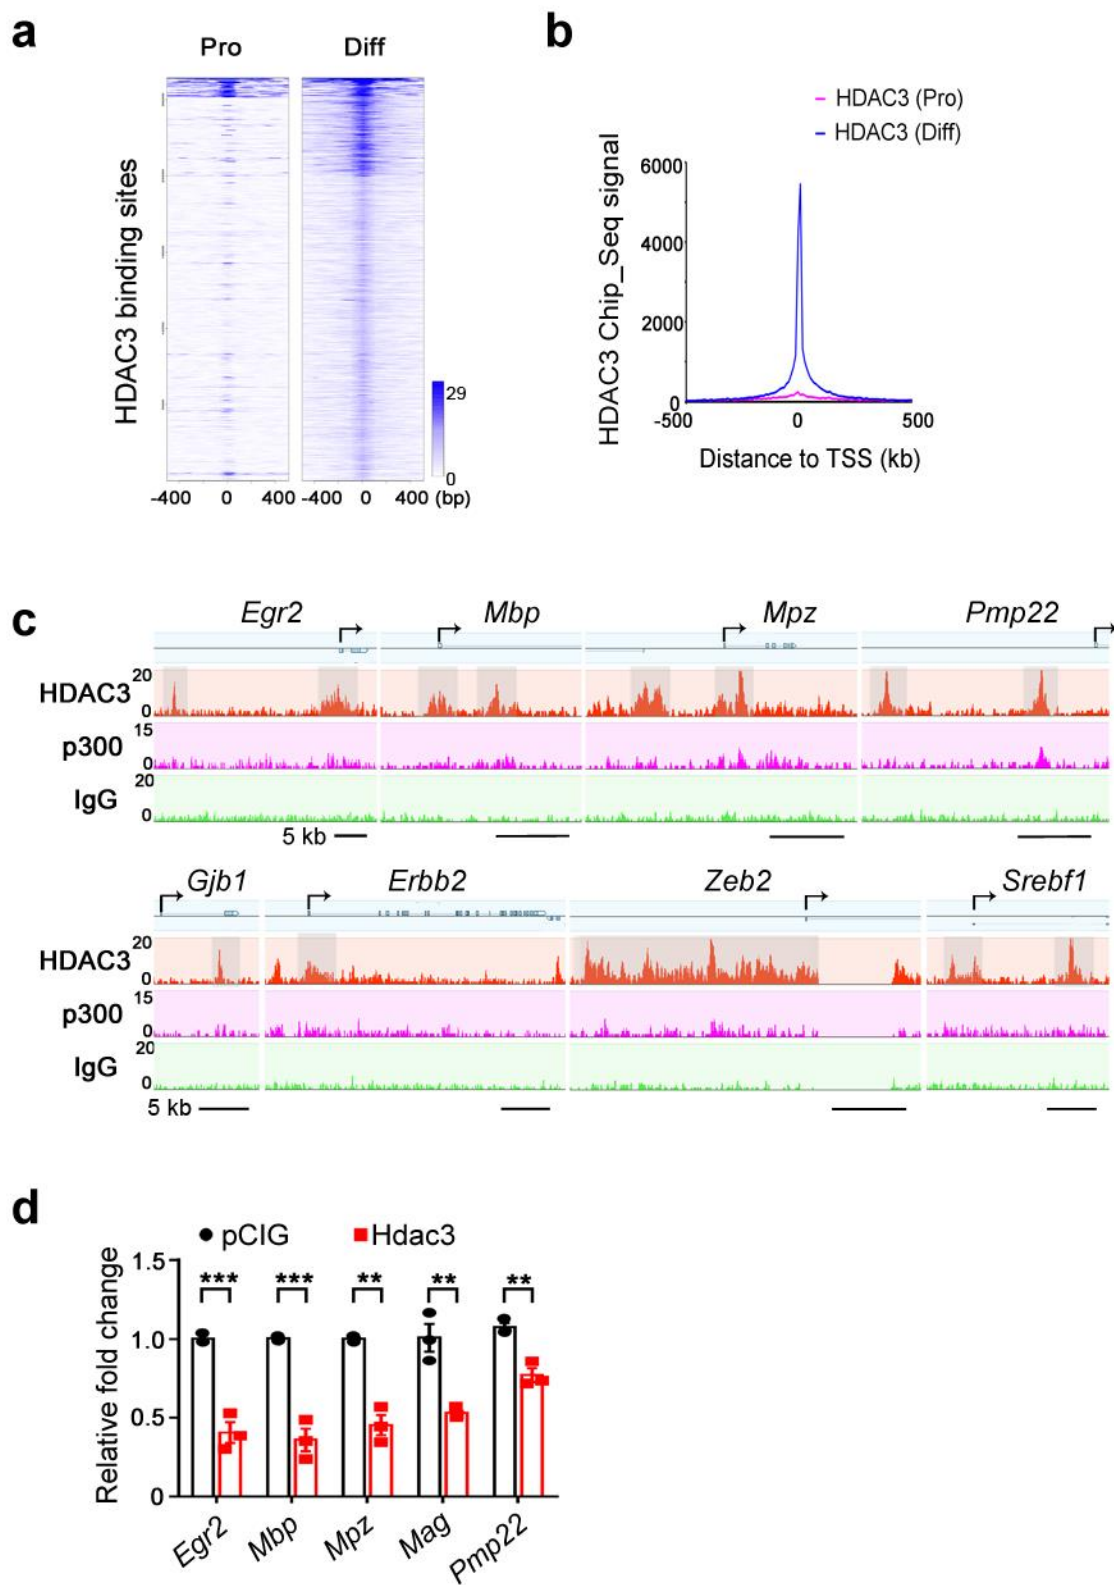 a
Pro Diff
HDAC3 binding sites
29
0
-400 0 400 -400 0 400 (bp)
b
HDAC3 (Pro)
HDAC3 (Diff)
HDAC3 Chip_Seq signal
6000
4000
2000
0
-500 0 500
Distance to TSS (kb)
c
Egr2 Mbp Mpz Pmp22
HDAC3 20
0
p300 15
0
IgG 20
0
5 kb
Gjb1 Erbb2 Zeb2 Srebf1
HDAC3 20
0
p300 15
0
IgG 20
0
5 kb
d
pCIG Hdac3
Relative fold change
1.5
1.0
0.5
0
*** *** ** ** **
Egr2 Mbp Mpz Mag Pmp22